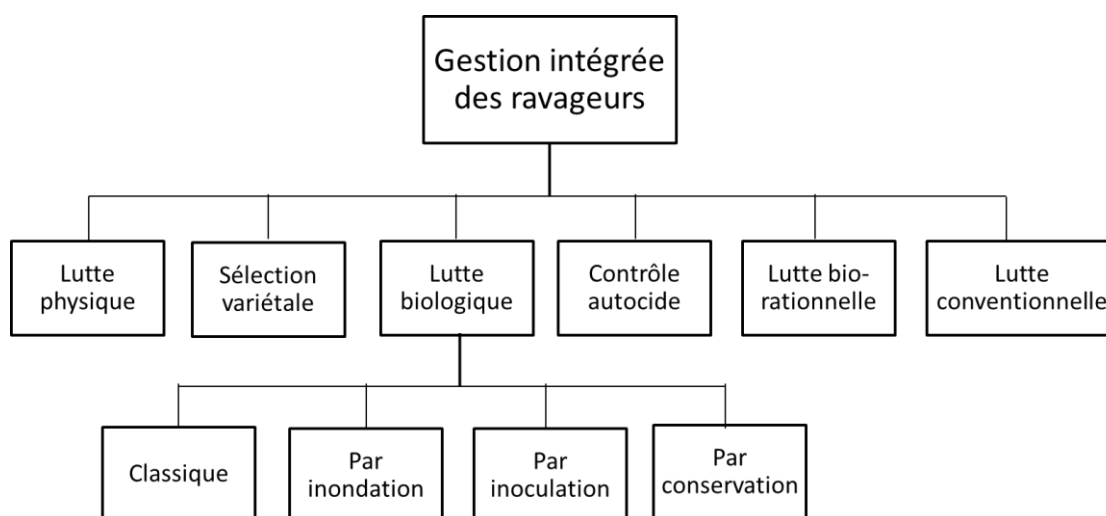 Gestion intégrée
des ravageurs
Lutte
physique
Sélection
variétale
Lutte
biologique
Contrôle
autocide
Lutte bio-
rationnelle
Lutte
conventionnelle
Classique
Par
inondation
Par
inoculation
Par
conservation